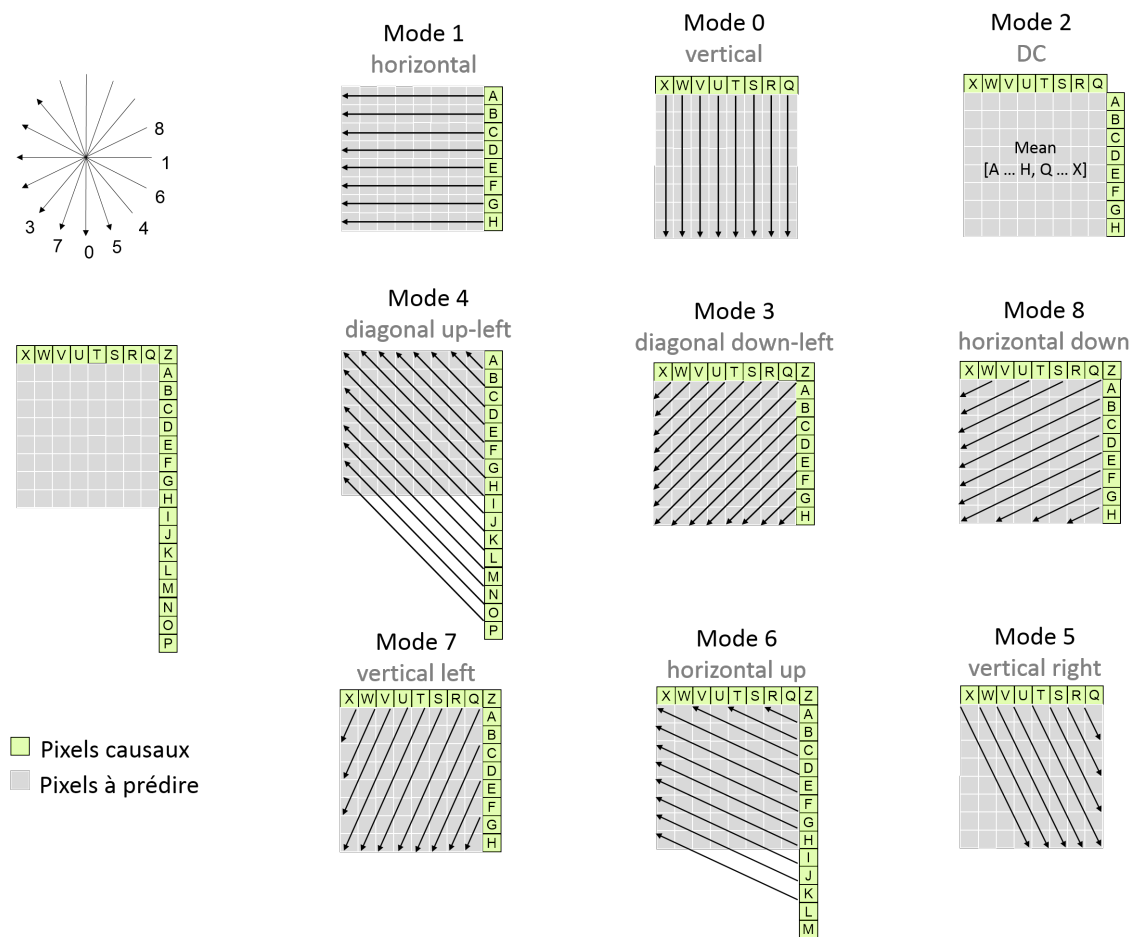 8
1
6
4
5
0
7
3
Mode 1
horizontal
A
B
C
D
E
F
G
H
Mode 0
vertical
X W V U T S R Q
Mode 2
DC
X W V U T S R Q
A
B
C
D
E
F
G
H
Mean
[A ... H, Q ... X]
X W V U T S R Q Z
A
B
C
D
E
F
G
H
I
J
K
L
M
N
O
P
Mode 4
diagonal up-left
A
B
C
D
E
F
G
H
I
J
K
L
M
N
O
P
Mode 3
diagonal down-left
X W V U T S R Q Z
A
B
C
D
E
F
G
H
Mode 8
horizontal down
X W V U T S R Q Z
A
B
C
D
E
F
G
H
Mode 7
vertical left
X W V U T S R Q Z
A
B
C
D
E
F
G
H
Mode 6
horizontal up
X W V U T S R Q Z
A
B
C
D
E
F
G
H
I
J
K
L
M
Mode 5
vertical right
X W V U T S R Q
Pixels causaux
Pixels à prédire